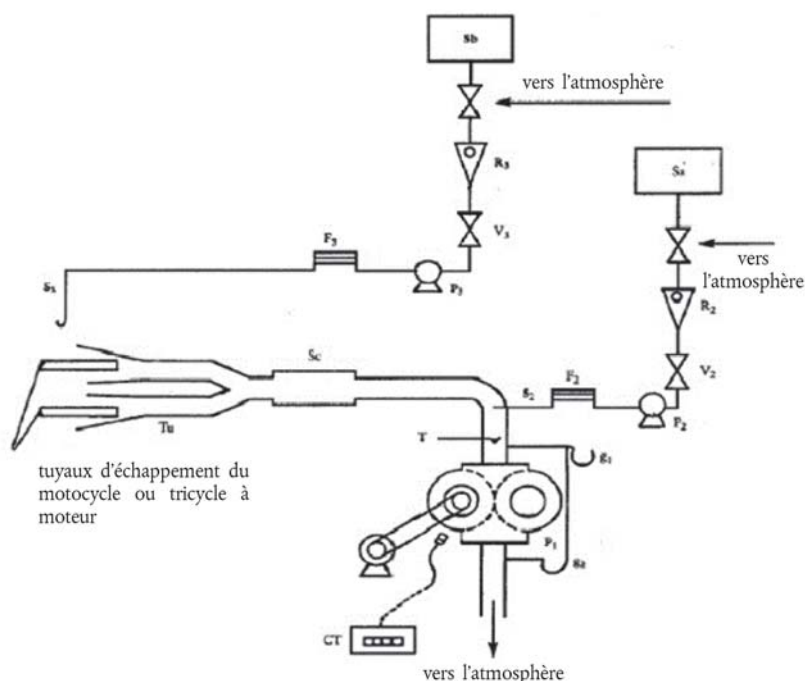 Sb
vers l'atmosphère
R3
Sa
V3
F3
vers
l'atmosphère
P3
S3
R2
Sc
V2
S2
F2
P2
Tu
T
g1
tuyaux d'échappement du
motocycle ou tricycle à
moteur
P1
g2
CT
vers l'atmosphère